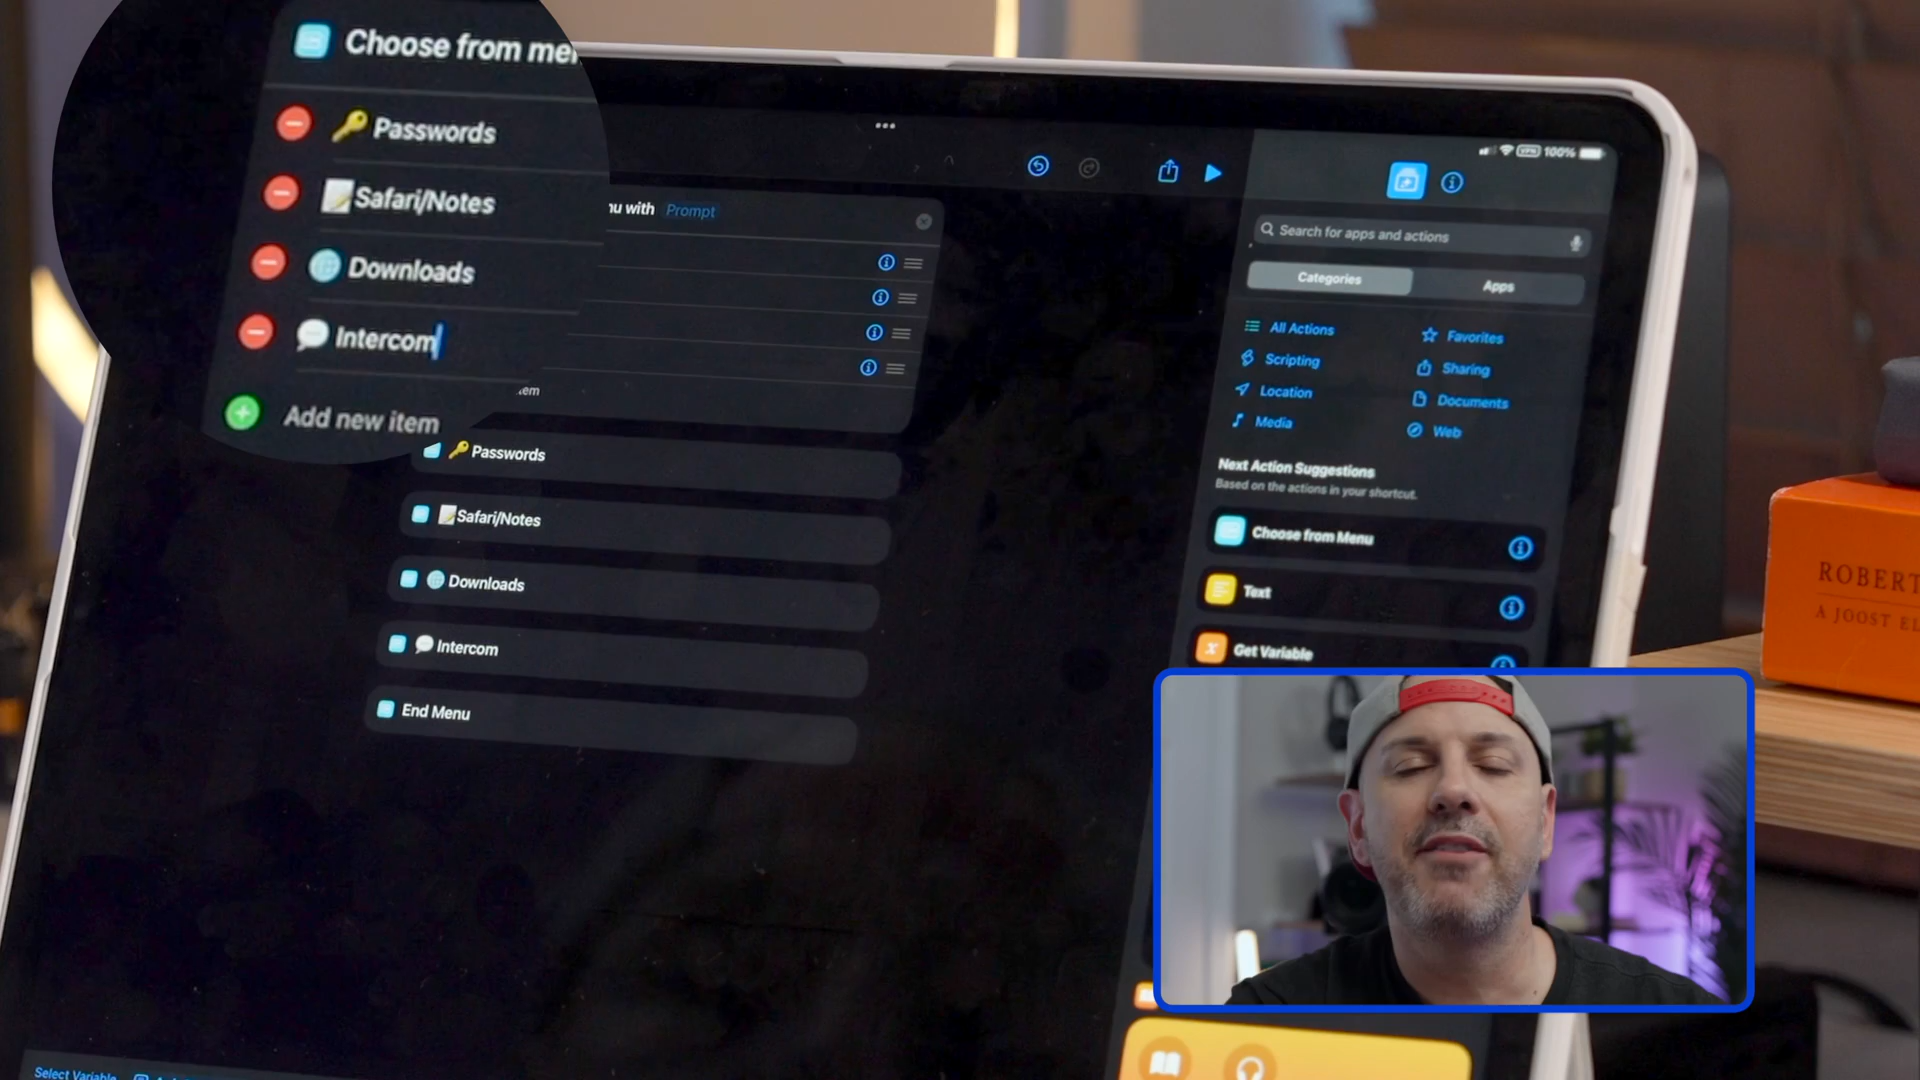 Choose from me
🔑 Passwords
📝Safari/Notes
🌐 Downloads
💬 Intercom
Add new item
nu with Prompt
em
🔑 Passwords
📝Safari/Notes
🌐 Downloads
💬 Intercom
End Menu
VPN 100%
Search for apps and actions
Categories
Apps
All Actions
Favorites
Scripting
Sharing
Location
Documents
Media
Web
Next Action Suggestions
Based on the actions in your shortcut.
Choose from Menu
Text
Get Variable
ROBERT
A JOOST EL
Select Variable